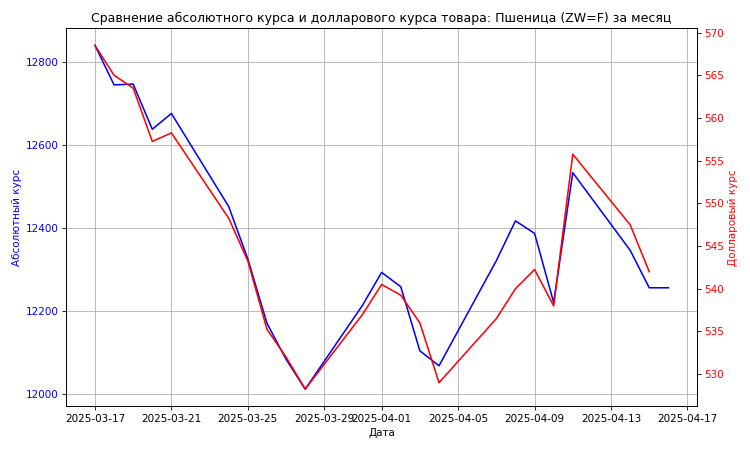 Сравнение абсолютного курса и долларового курса товара: Пшеница (ZW=F) за месяц
Абсолютный курс
12800
12600
12400
12200
12000
570
565
560
555
550
545
540
535
530
Долларовый курс
2025-03-17 2025-03-21 2025-03-25 2025-03-29 2025-04-01 2025-04-05 2025-04-09 2025-04-13 2025-04-17
Дата